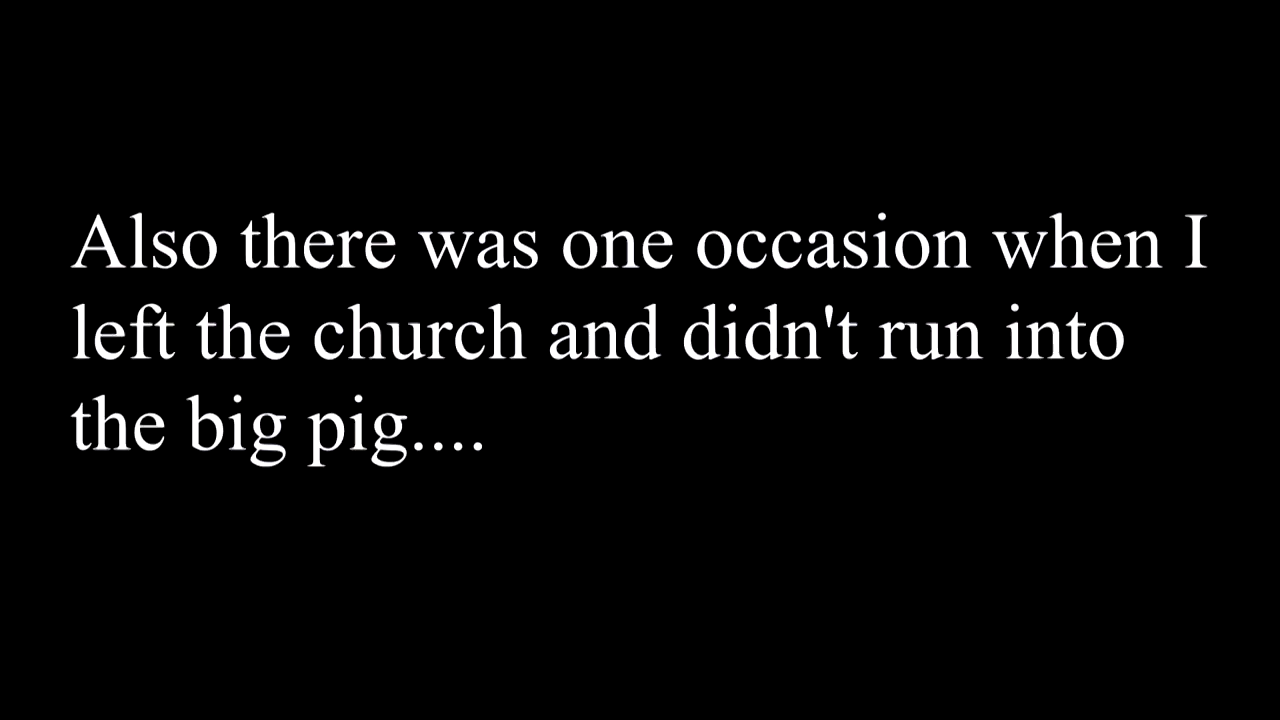 Also there was one occasion when I
left the church and didn't run into
the big pig....